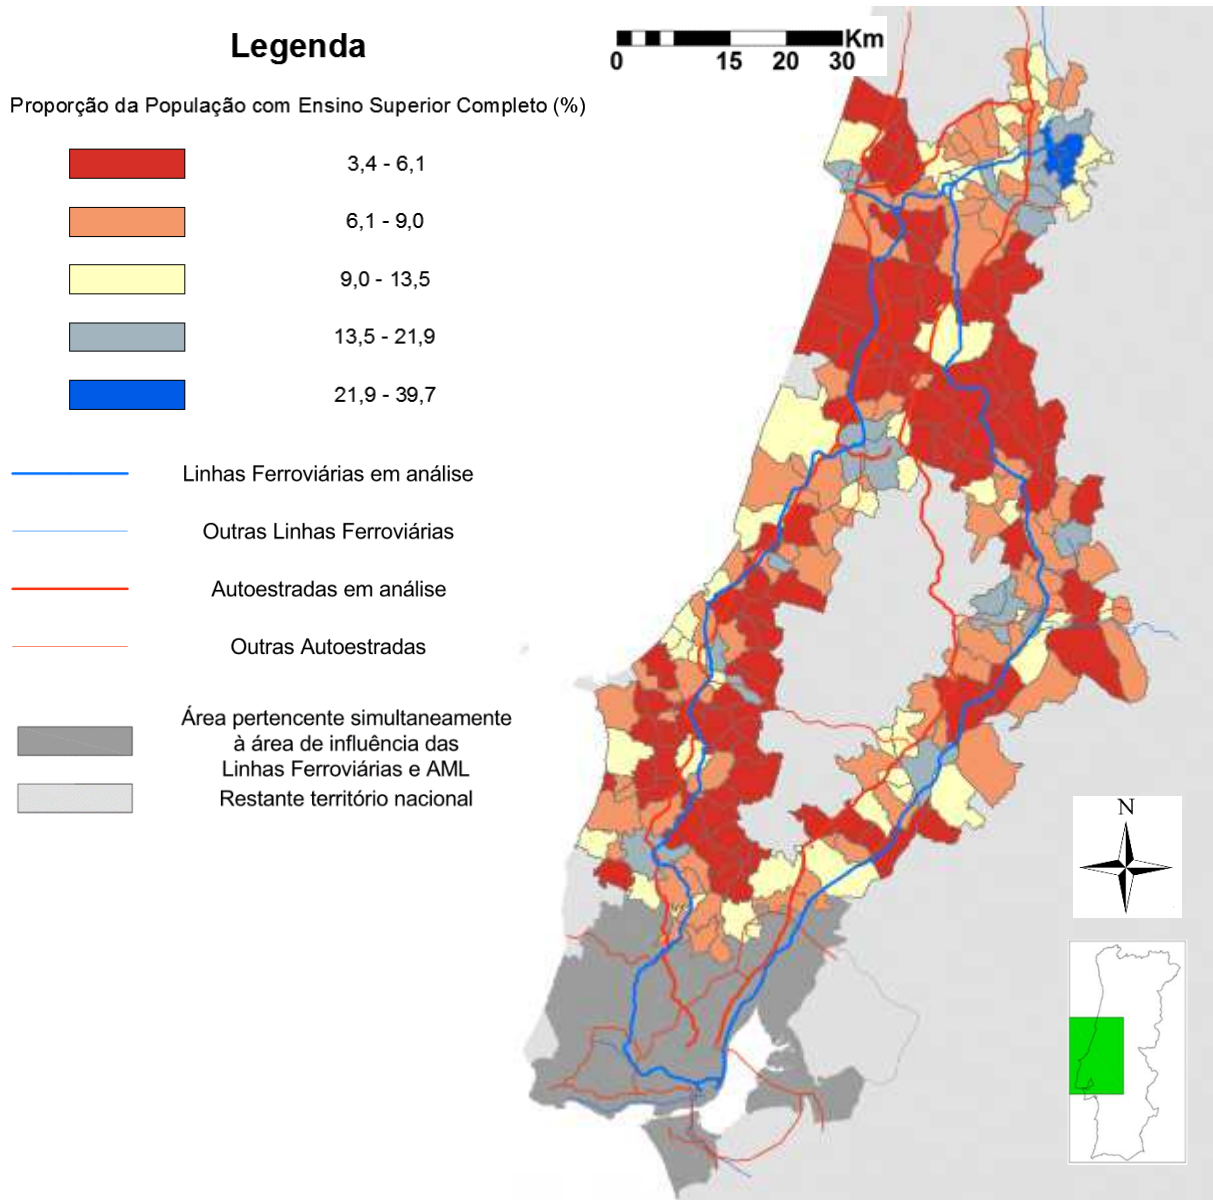 Legenda
Proporção da População com Ensino Superior Completo (%)
3,4 - 6,1
6,1 - 9,0
9,0 - 13,5
13,5 - 21,9
21,9 - 39,7
Linhas Ferroviárias em análise
Outras Linhas Ferroviárias
Autoestradas em análise
Outras Autoestradas
Área pertencente simultaneamente
à área de influência das
Linhas Ferroviárias e AML
Restante território nacional
Km
0 15 20 30
N